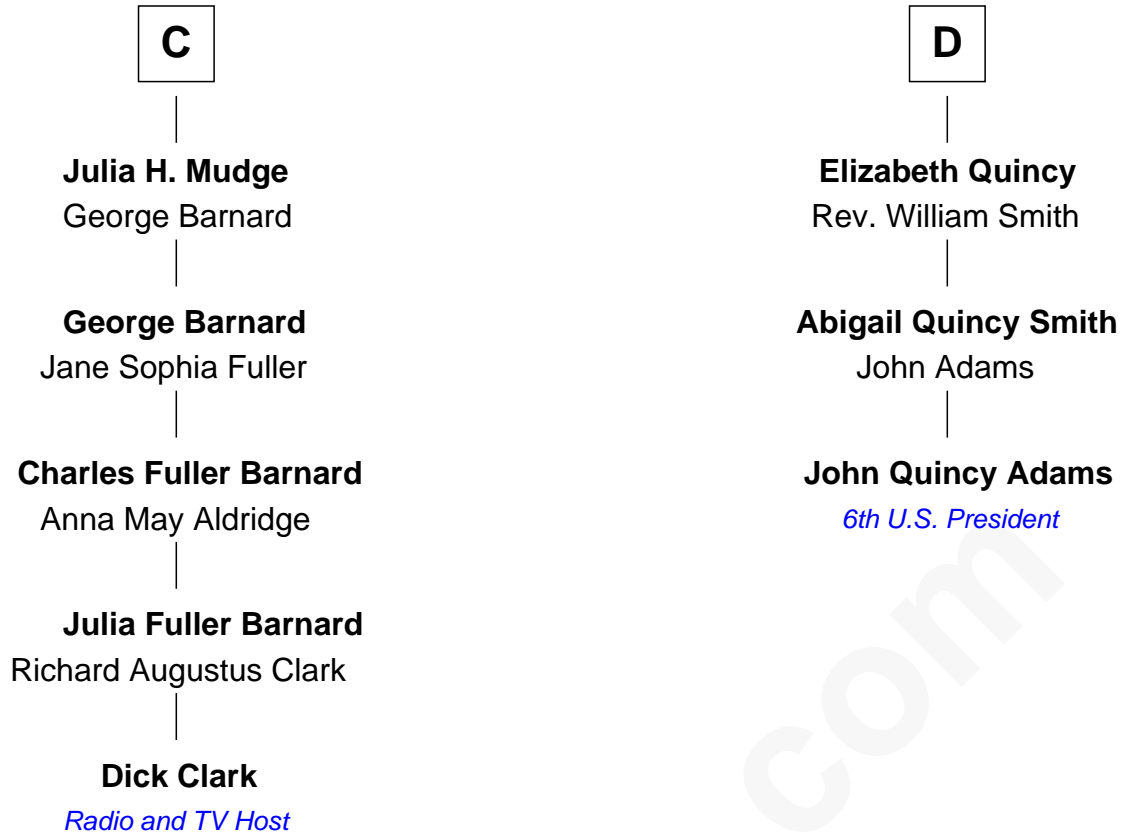 C
Julia H. Mudge
George Barnard
George Barnard
Jane Sophia Fuller
Charles Fuller Barnard
Anna May Aldridge
Julia Fuller Barnard
Richard Augustus Clark
Dick Clark
Radio and TV Host
D
Elizabeth Quincy
Rev. William Smith
Abigail Quincy Smith
John Adams
John Quincy Adams
6th U.S. President
com